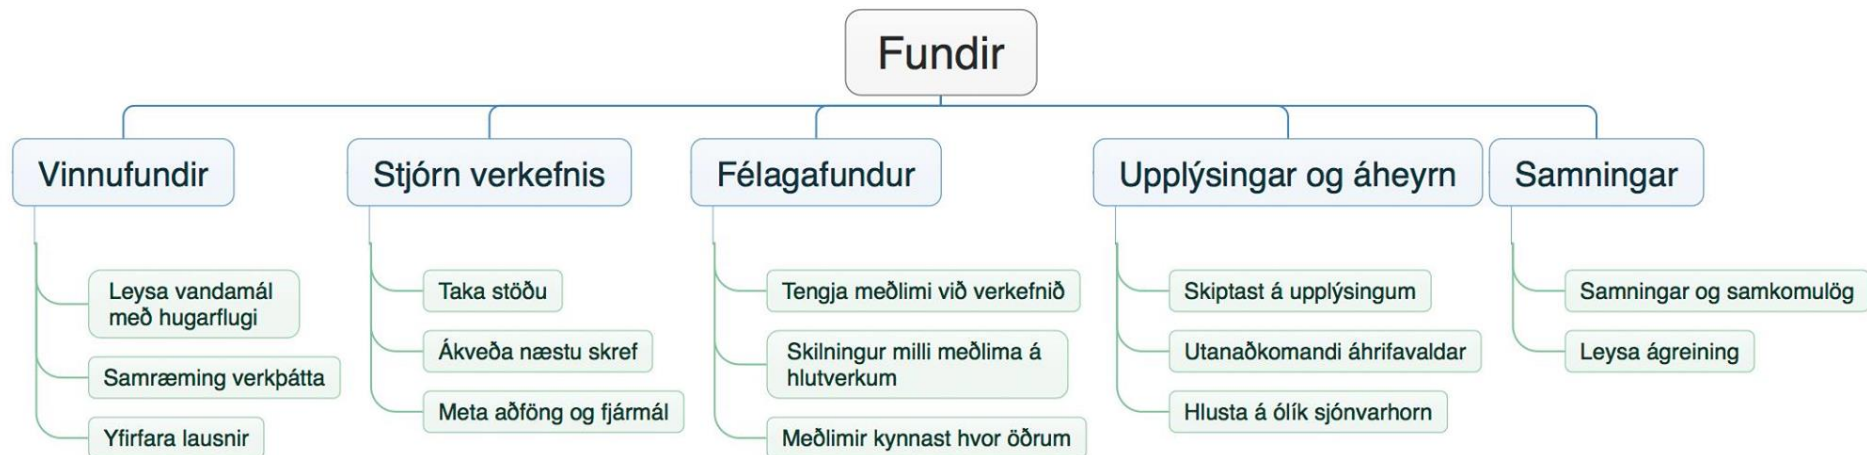 Fundir
Vinnufundir
Leysa vandamál
með hugarflugi
Samræming verkþátta
Yfirfara lausnir
Stjórn verkefnis
Taka stöðu
Ákveða næstu skref
Meta aðföng og fjármál
Félagafundur
Tengja meðlimi við verkefnið
Skilningur milli meðlima á
hlutverkum
Meðlimir kynnast hvor öðrum
Upplýsingar og áheyrn
Skiptast á upplýsingum
Utanaðkomandi áhrifavaldar
Hlusta á ólík sjónvarhorn
Samningar
Samningar og samkomulög
Leysa ágreining